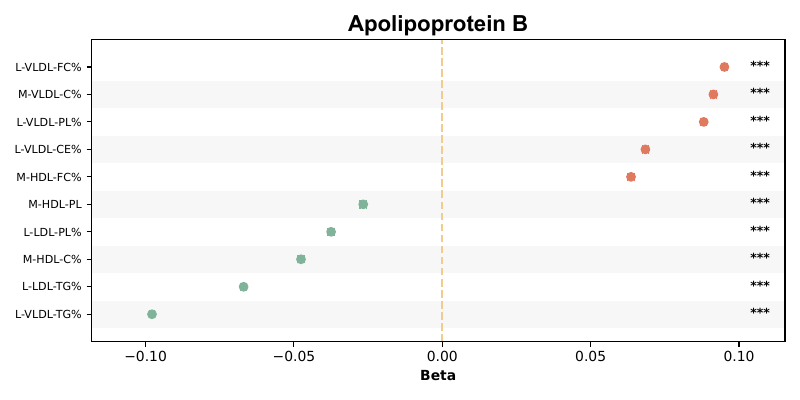 Apolipoprotein B
L-VLDL-FC% ***
M-VLDL-C% ***
L-VLDL-PL% ***
L-VLDL-CE% ***
M-HDL-FC% ***
M-HDL-PL ***
L-LDL-PL% ***
M-HDL-C% ***
L-LDL-TG% ***
L-VLDL-TG% ***
−0.10 −0.05 0.00 0.05 0.10
Beta